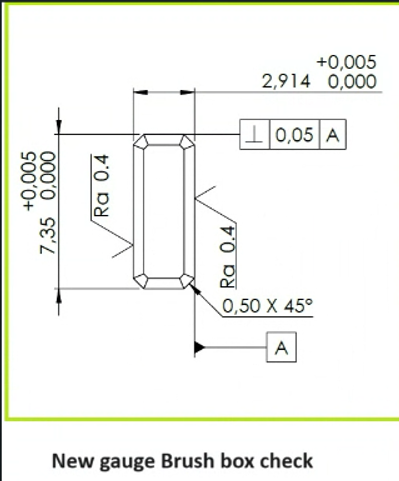 +0,005
2,914 0,000
⊥ 0,05 A
+0,005
7,35 0,000
Ra 0.4
Ra 0.4
0,50 X 45°
A
New gauge Brush box check